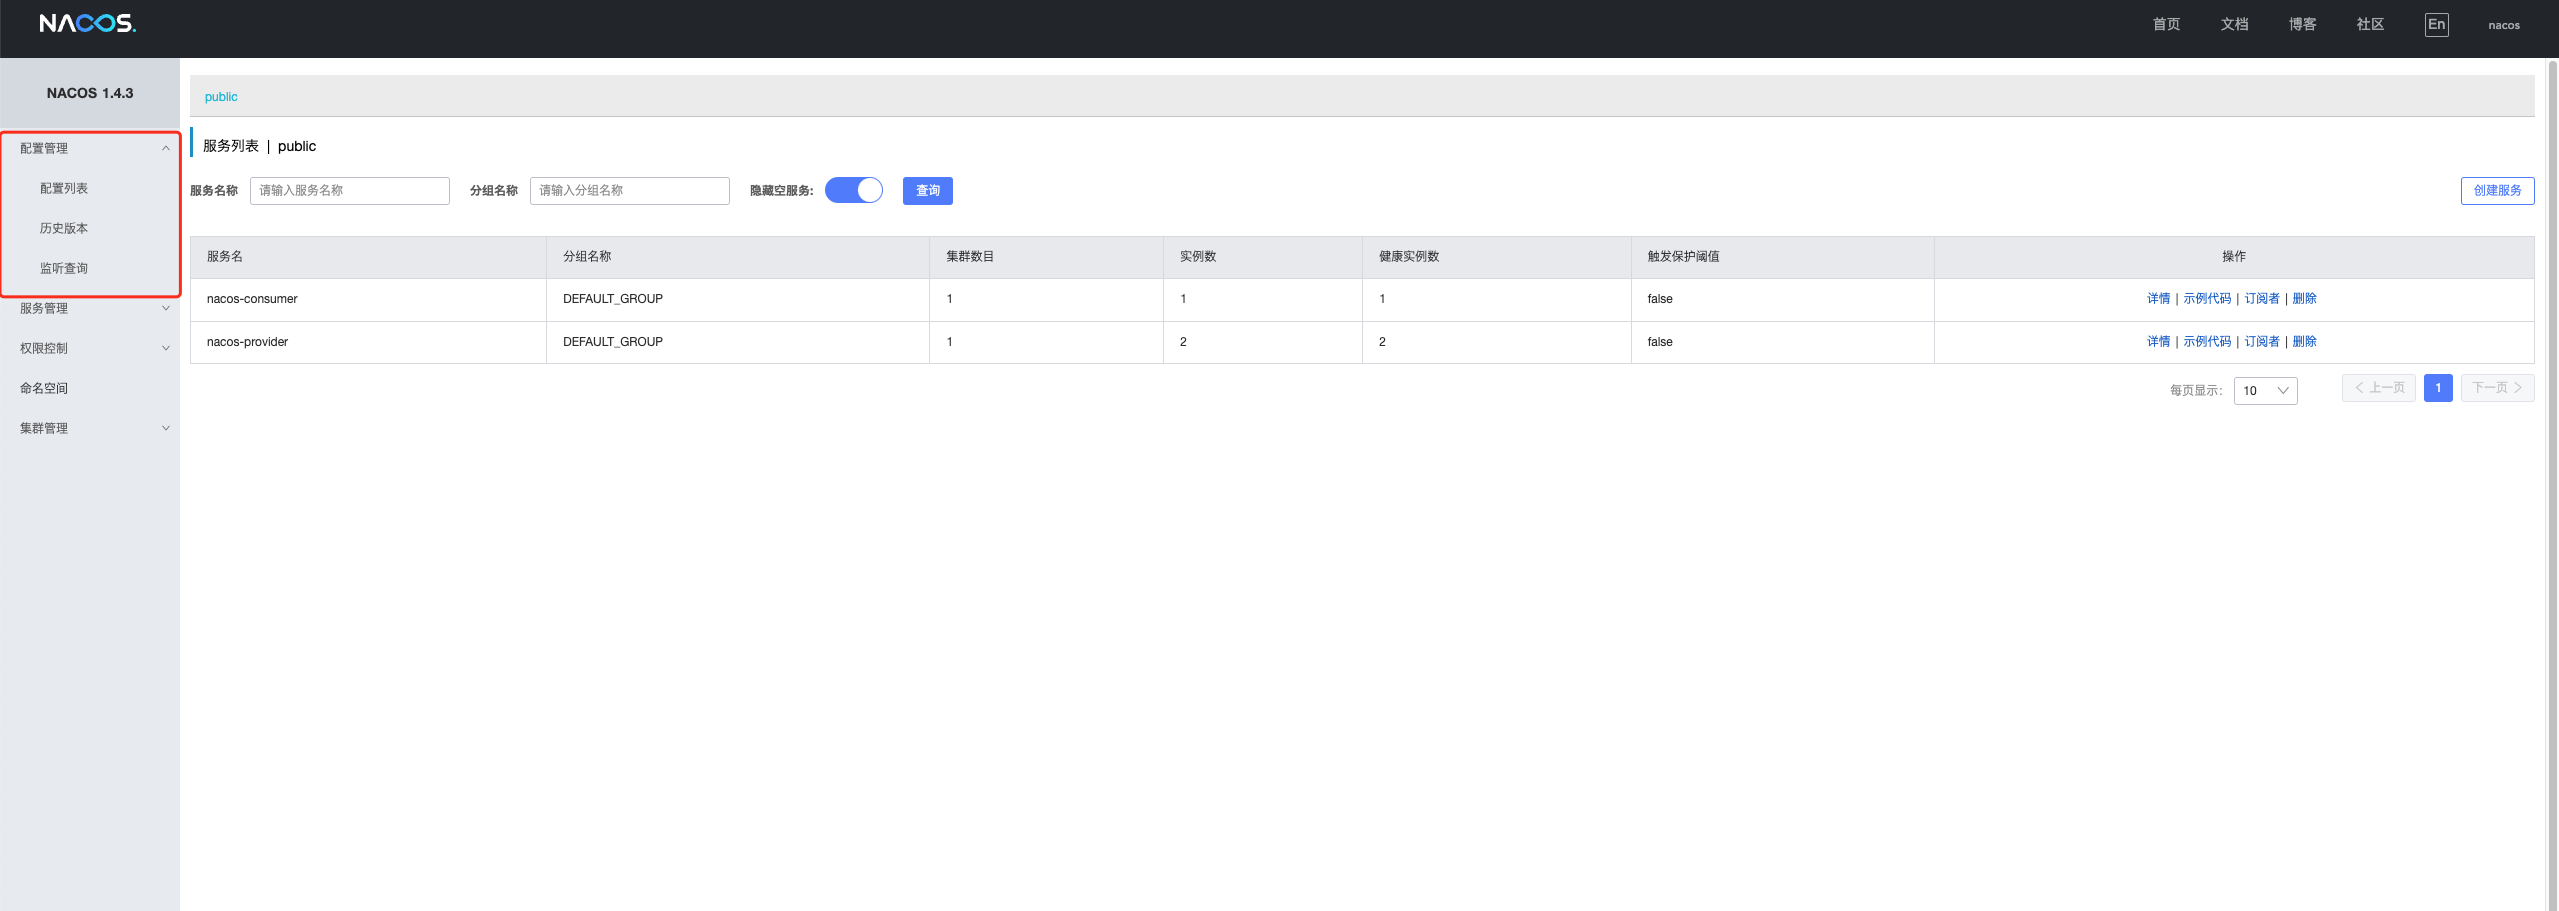 NACOS.
首页 文档 博客 社区 En nacos
NACOS 1.4.3
配置管理
配置列表
历史版本
监听查询
服务管理
权限控制
命名空间
集群管理
public
服务列表 | public
服务名称 请输入服务名称 分组名称 请输入分组名称 隐藏空服务: 查询 创建服务
服务名 分组名称 集群数目 实例数 健康实例数 触发保护阈值 操作
nacos-consumer DEFAULT_GROUP 1 1 1 false 详情 | 示例代码 | 订阅者 | 删除
nacos-provider DEFAULT_GROUP 1 2 2 false 详情 | 示例代码 | 订阅者 | 删除
每页显示: 10 上一页 1 下一页